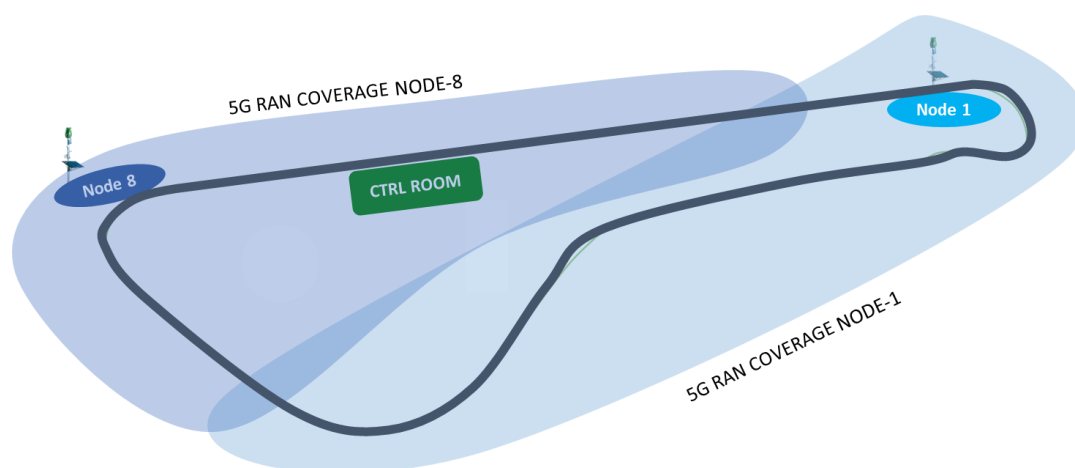 5G RAN COVERAGE NODE-8
Node 1
Node 8
CTRL ROOM
5G RAN COVERAGE NODE-1